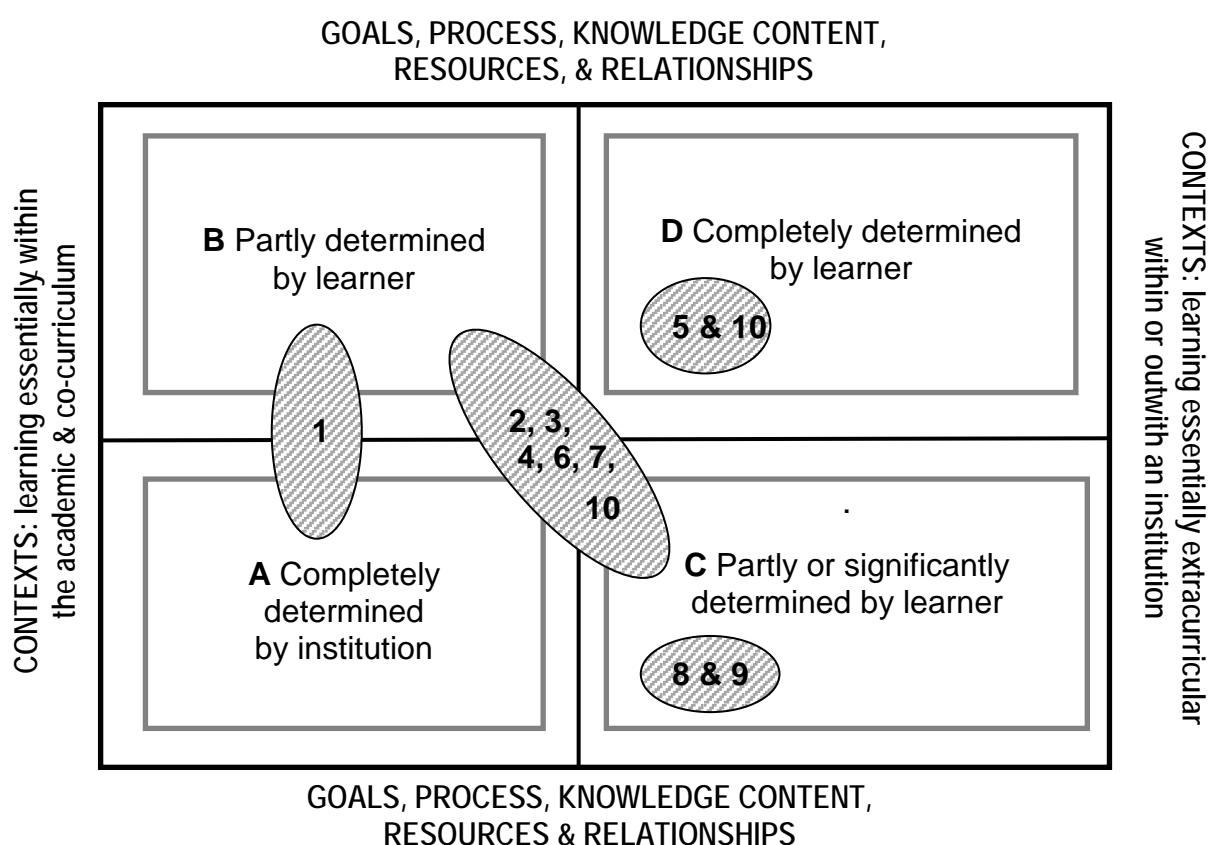 GOALS, PROCESS, KNOWLEDGE CONTENT,
RESOURCES, & RELATIONSHIPS
CONTEXTS: learning essentially within
the academic & co-curriculum
B Partly determined
by learner
D Completely determined
by learner
5 & 10
1
2, 3,
4, 6, 7,
10
A Completely
determined
by institution
.
C Partly or significantly
determined by learner
8 & 9
CONTEXTS: learning essentially extracurricular
within or outwith an institution
GOALS, PROCESS, KNOWLEDGE CONTENT,
RESOURCES & RELATIONSHIPS